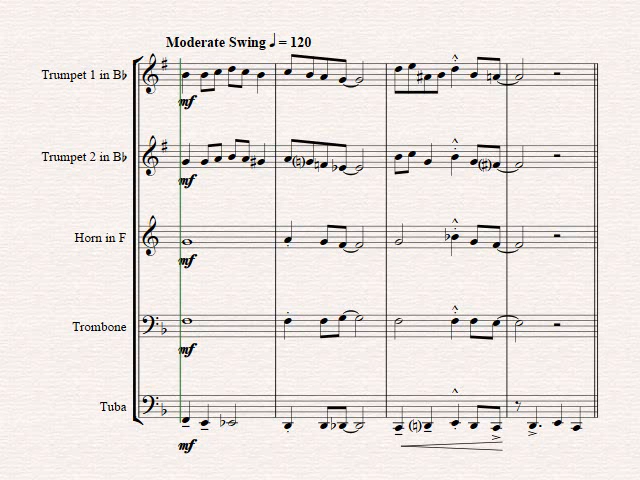 Moderate Swing ♩ = 120
Trumpet 1 in B♭
mf
Trumpet 2 in B♭
mf
Horn in F
mf
Trombone
mf
Tuba
mf